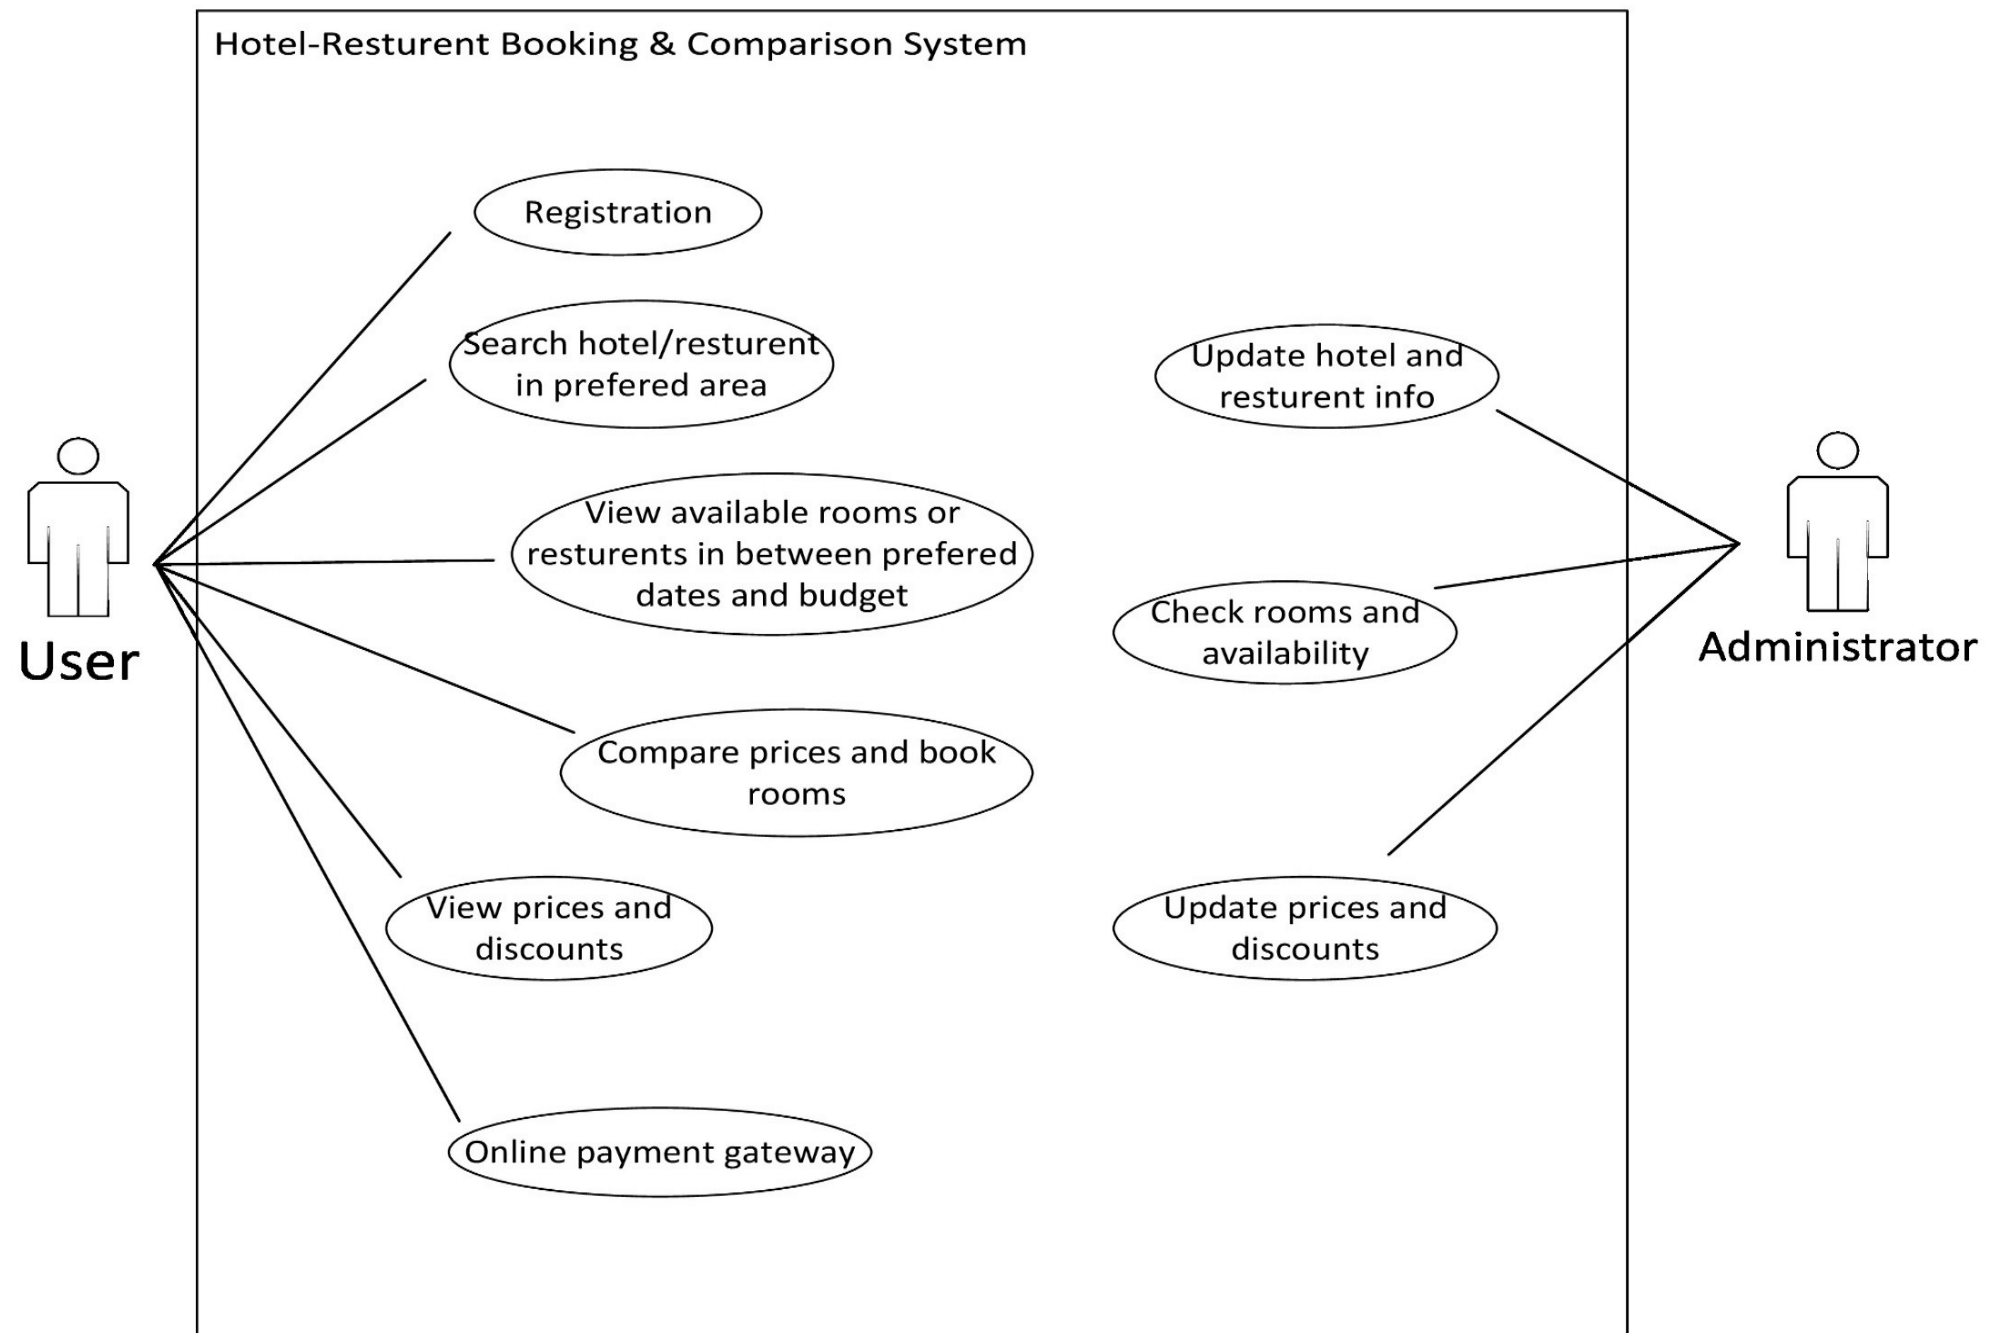 Hotel-Resturent Booking & Comparison System
Registration
Search hotel/resturent
in prefered area
View available rooms or
resturents in between prefered
dates and budget
Compare prices and book
rooms
View prices and
discounts
Online payment gateway
Update hotel and
resturent info
Check rooms and
availability
Update prices and
discounts
User
Administrator